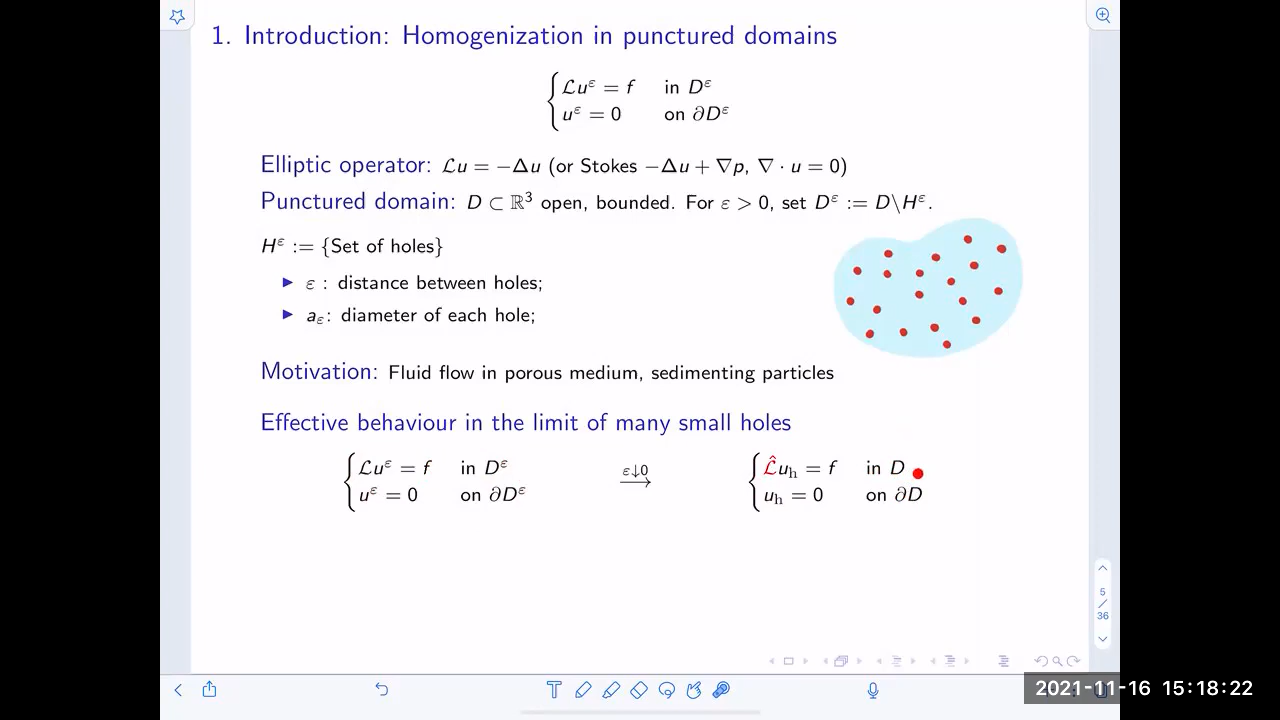 1. Introduction: Homogenization in punctured domains
ℒu^ε = f in D^ε
u^ε = 0 on ∂D^ε
Elliptic operator: ℒu = −Δu (or Stokes −Δu + ∇p, ∇ · u = 0)
Punctured domain: D ⊂ ℝ³ open, bounded. For ε > 0, set D^ε := D\H^ε.
H^ε := {Set of holes}
▶ ε : distance between holes;
▶ a_ε: diameter of each hole;
Motivation: Fluid flow in porous medium, sedimenting particles
Effective behaviour in the limit of many small holes
ℒu^ε = f in D^ε ε↓0 ⟶ ℒ̂u_h = f in D
u^ε = 0 on ∂D^ε u_h = 0 on ∂D
5
/
36
2021-11-16 15:18:22